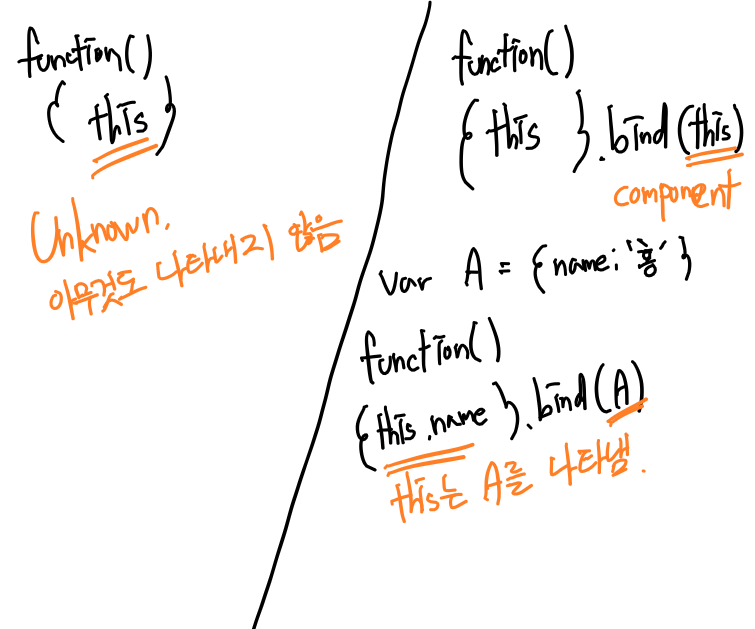 function()
{ this }
Unknown.
아무것도 나타내지 않음
function()
{ this }.bind(this)
component
var A = {name: '홍'}
function()
{this.name}.bind(A)
this는 A를 나타냄.